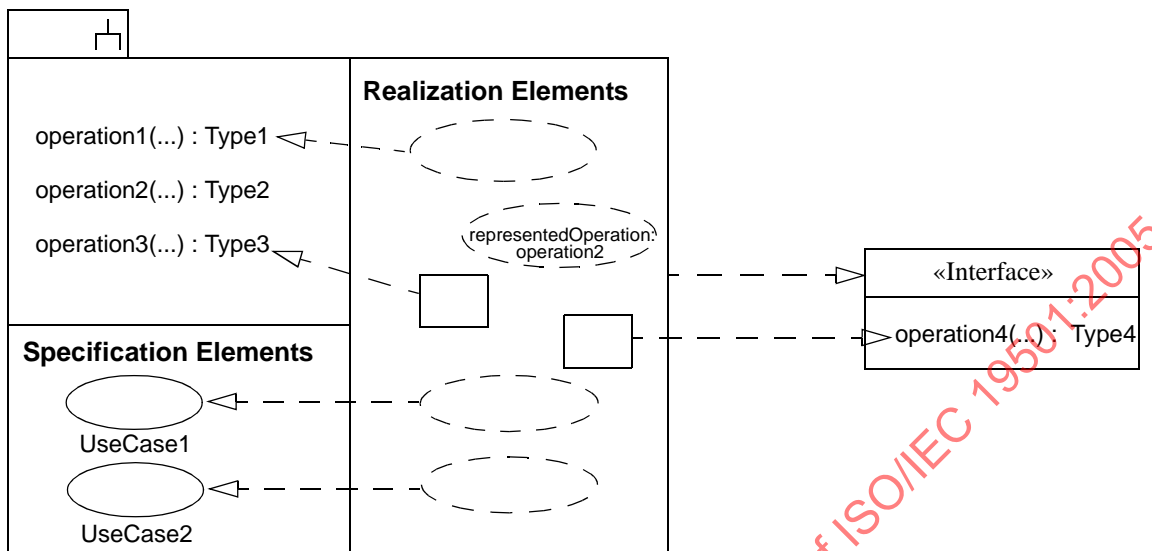 Realization Elements
operation1(...) : Type1
operation2(...) : Type2
representedOperation:
operation2
operation3(...) : Type3
«Interface»
operation4(...) : Type4
Specification Elements
UseCase1
UseCase2
of ISO/IEC 19501:2005